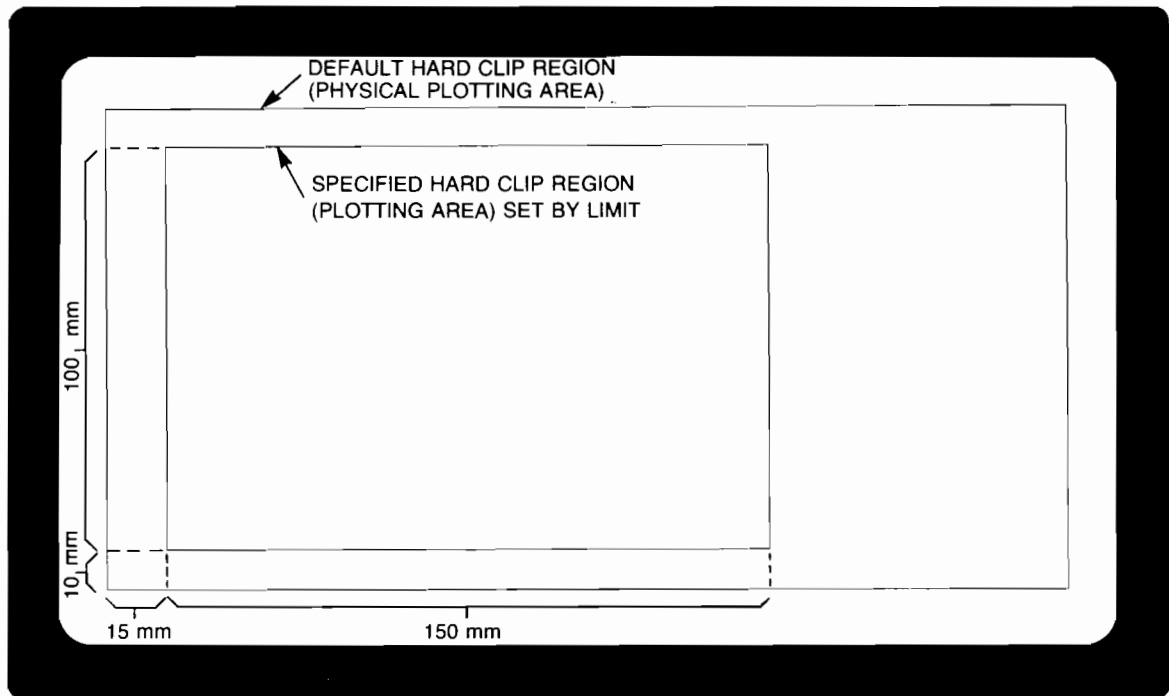 DEFAULT HARD CLIP REGION
(PHYSICAL PLOTTING AREA)
SPECIFIED HARD CLIP REGION
(PLOTTING AREA) SET BY LIMIT
100 mm
10 mm
15 mm
150 mm